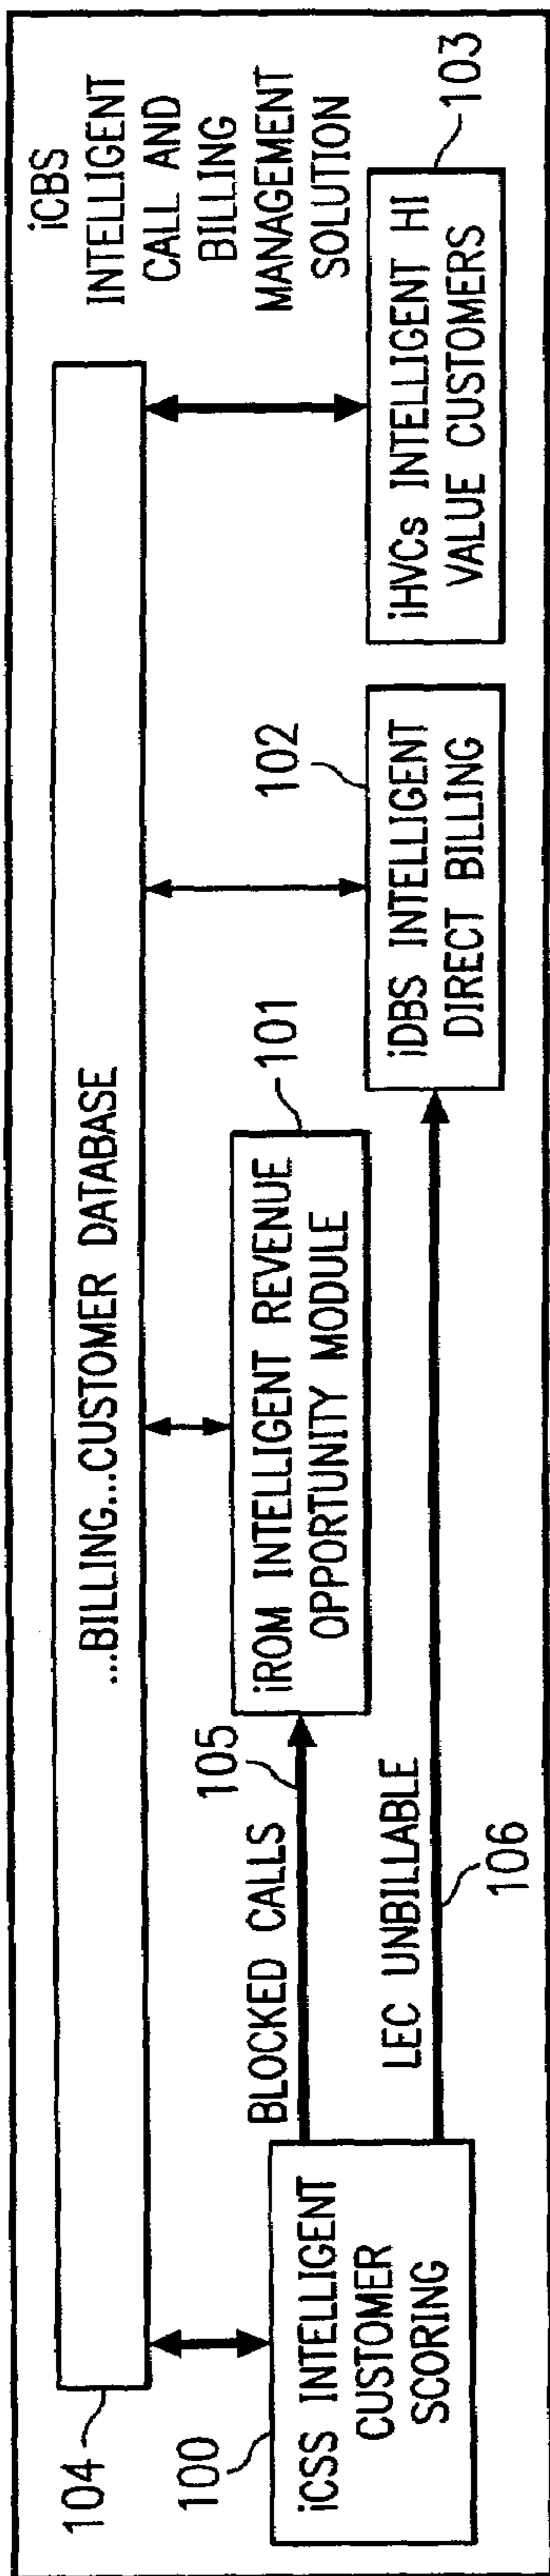 iCBS
INTELLIGENT
CALL AND
BILLING
MANAGEMENT
SOLUTION
...BILLING...CUSTOMER DATABASE
104
100
iCSS INTELLIGENT
CUSTOMER
SCORING
BLOCKED CALLS
105
iROM INTELLIGENT REVENUE
OPPORTUNITY MODULE
101
LEC UNBILLABLE
106
102
iDBS INTELLIGENT
DIRECT BILLING
iHVCs INTELLIGENT HI
VALUE CUSTOMERS
103